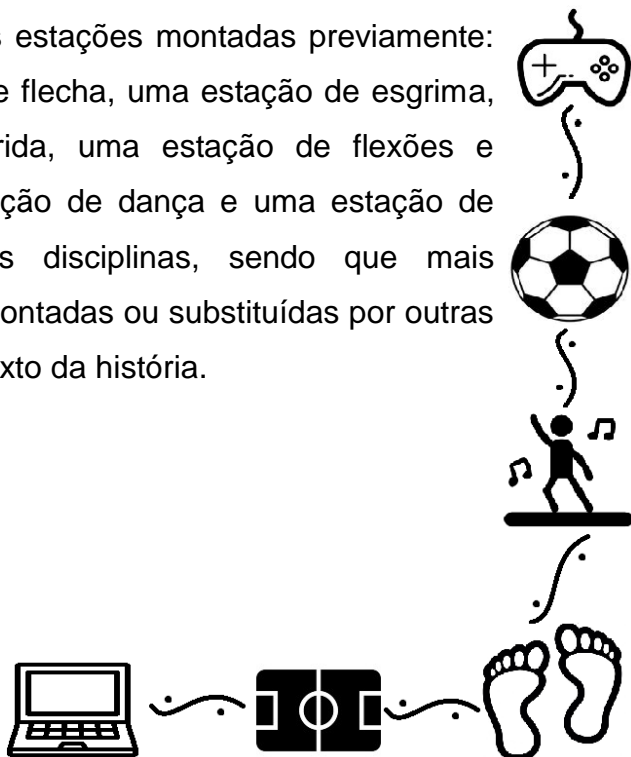 estações montadas previamente:
e flecha, uma estação de esgrima,
rida, uma estação de flexões e
ção de dança e uma estação de
s disciplinas, sendo que mais
ontadas ou substituídas por outras
xto da história.